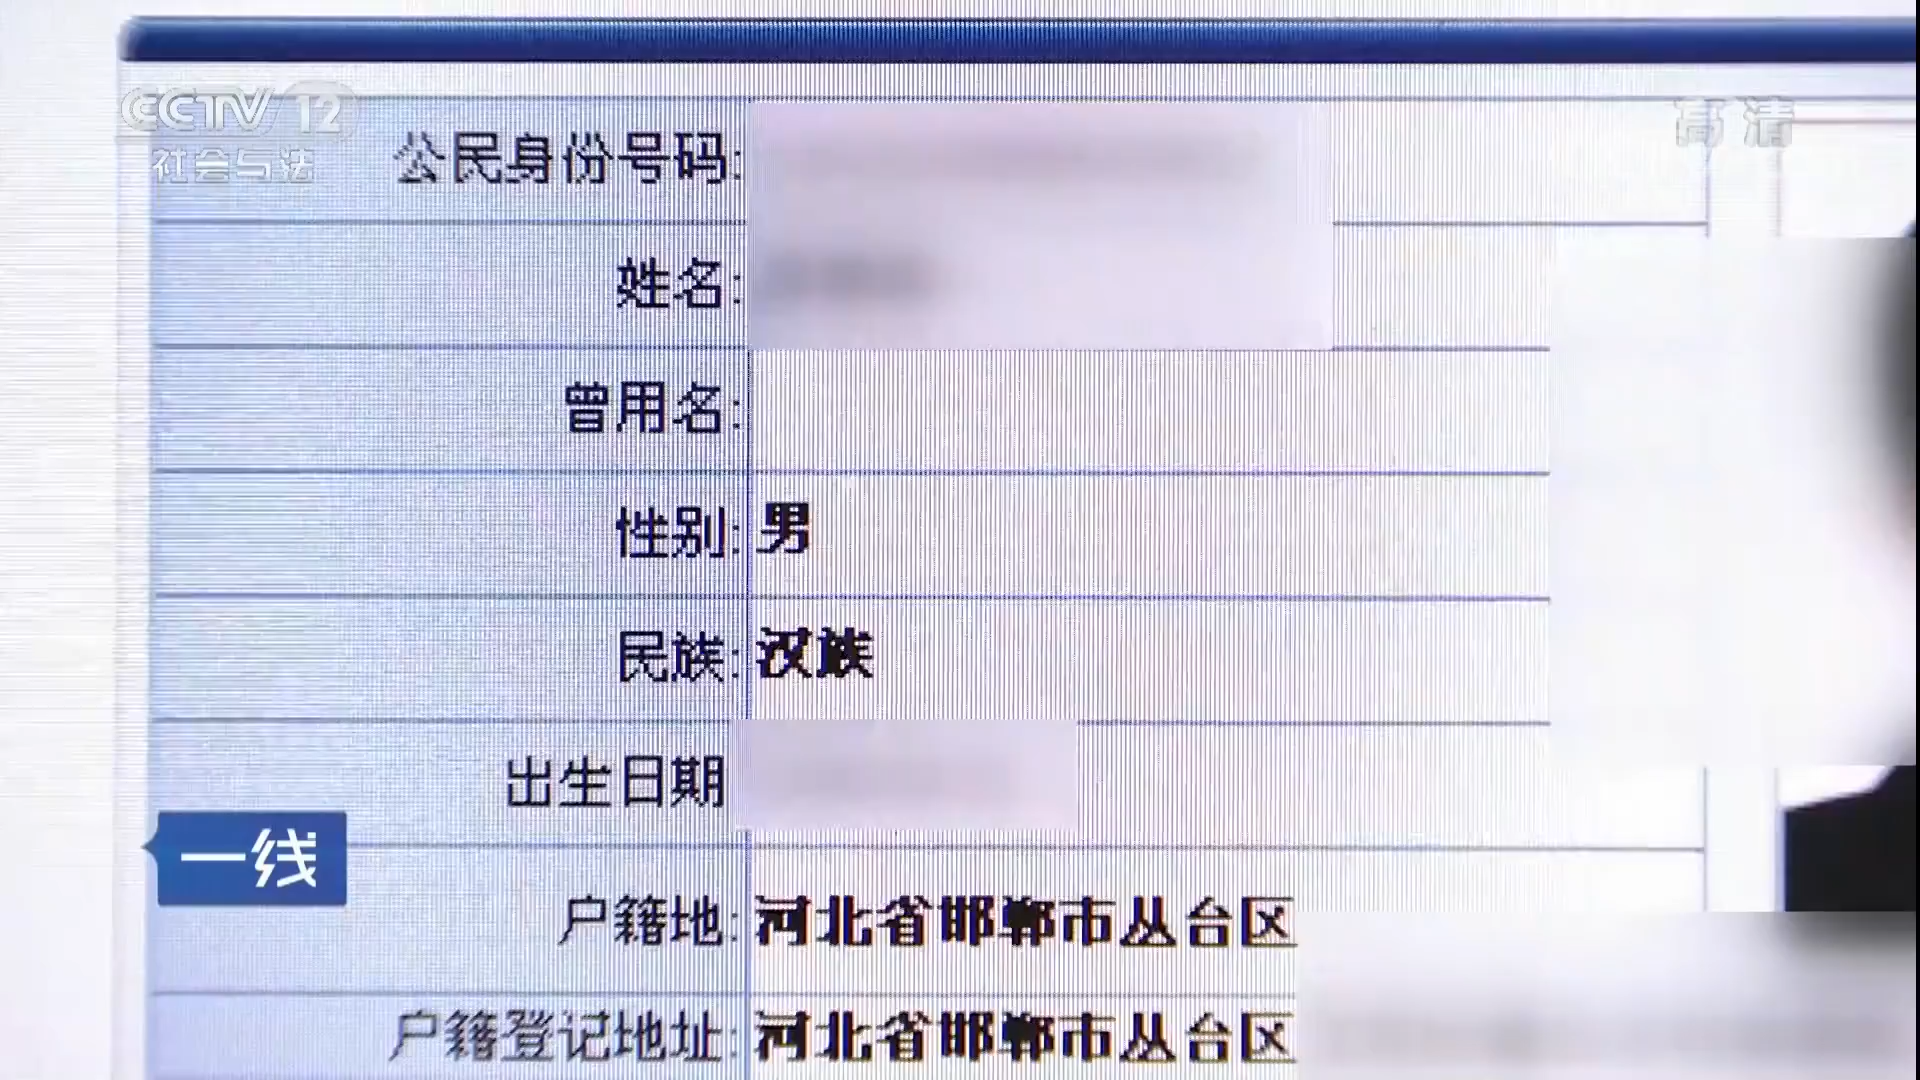 CCTV 12
社会与法
高清
公民身份号码:
姓名:
曾用名:
性别: 男
民族: 汉族
出生日期
一线
户籍地: 河北省邯郸市丛台区
户籍登记地址: 河北省邯郸市丛台区